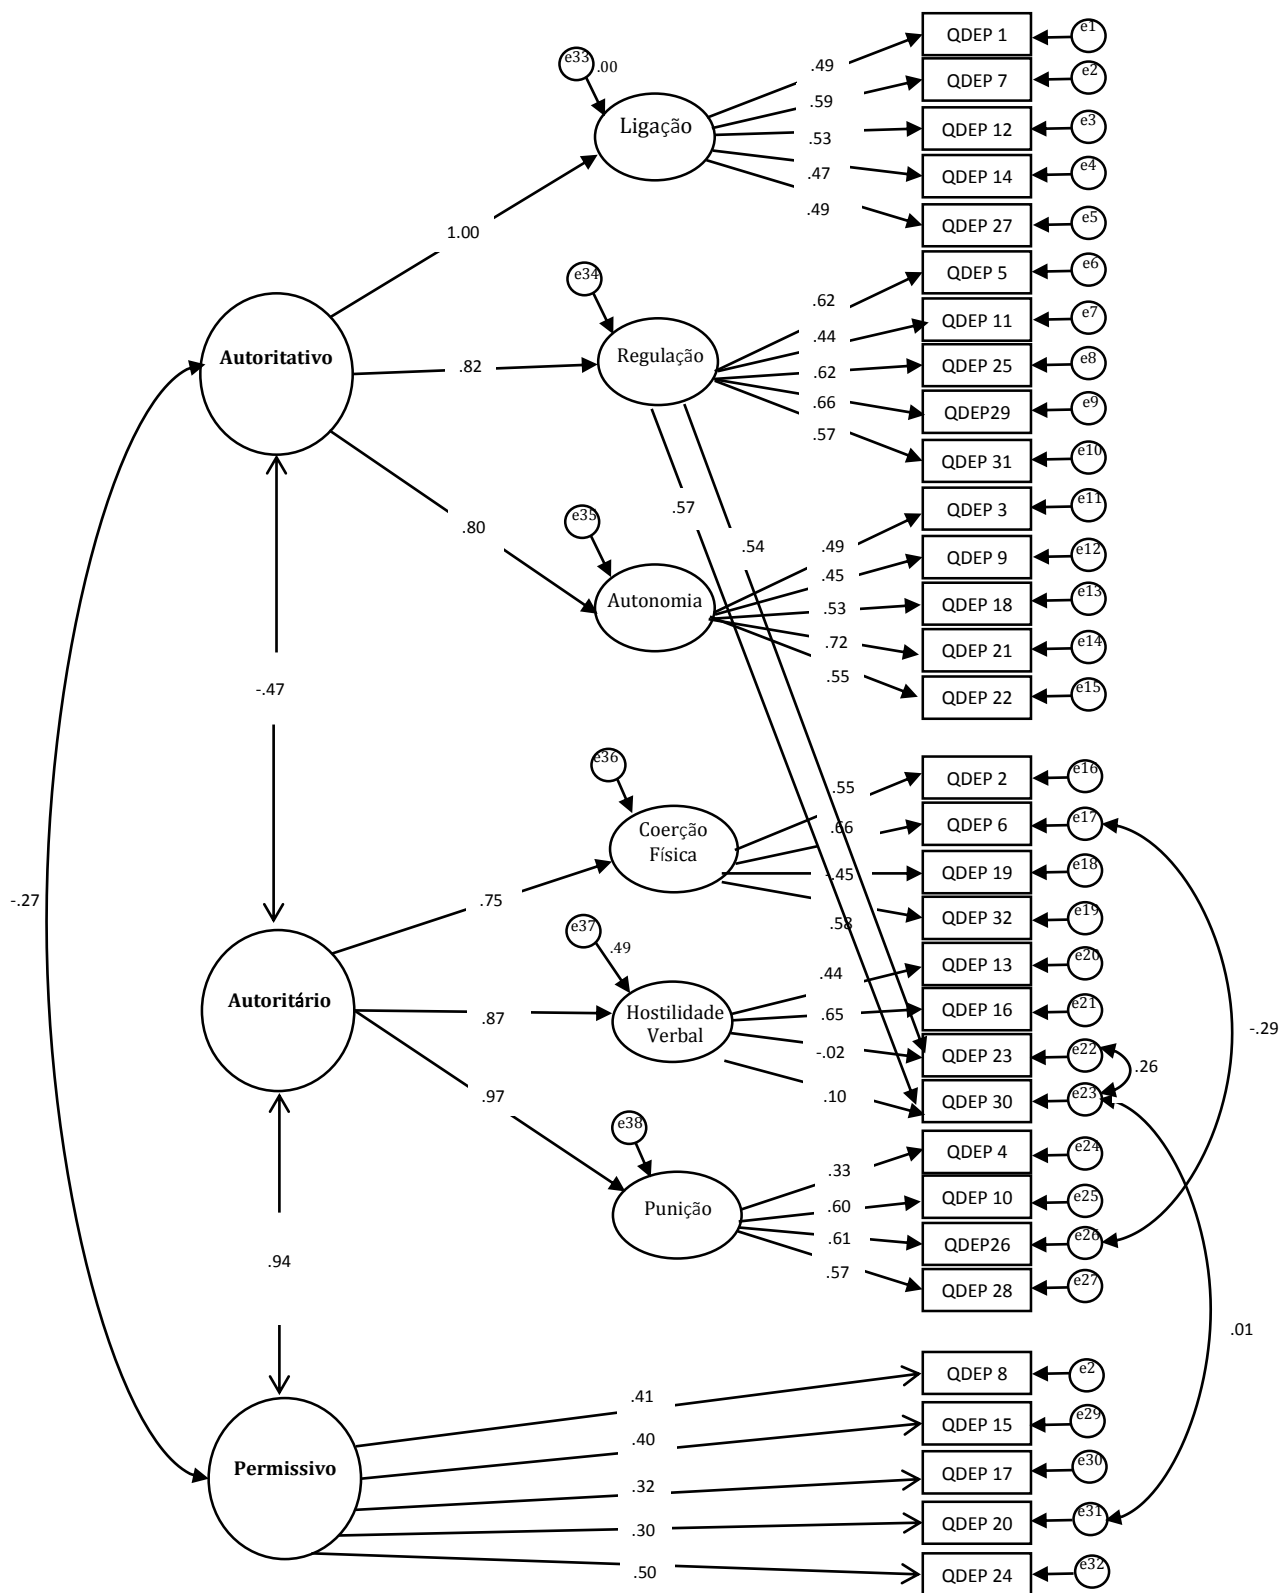 e33
.00
Ligação
.49
.59
.53
.47
.49
QDEP 1
e1
QDEP 7
e2
QDEP 12
e3
QDEP 14
e4
QDEP 27
e5
1.00
Autoritativo
.82
.80
e34
Regulação
.62
.44
.62
.66
.57
QDEP 5
e6
QDEP 11
e7
QDEP 25
e8
QDEP29
e9
QDEP 31
e10
.57
.54
e35
Autonomia
.49
.45
.53
.72
.55
QDEP 3
e11
QDEP 9
e12
QDEP 18
e13
QDEP 21
e14
QDEP 22
e15
-.47
-.27
e36
Coerção
Física
.55
.66
-.45
.58
QDEP 2
e16
QDEP 6
e17
QDEP 19
e18
QDEP 32
e19
.75
Autoritário
.87
.97
e37
.49
Hostilidade
Verbal
.44
.65
-.02
.10
QDEP 13
e20
QDEP 16
e21
QDEP 23
e22
QDEP 30
e23
.26
-.29
e38
Punição
.33
.60
.61
.57
QDEP 4
e24
QDEP 10
e25
QDEP26
e26
QDEP 28
e27
.94
.01
Permissivo
.41
.40
.32
.30
.50
QDEP 8
e2
QDEP 15
e29
QDEP 17
e30
QDEP 20
e31
QDEP 24
e32